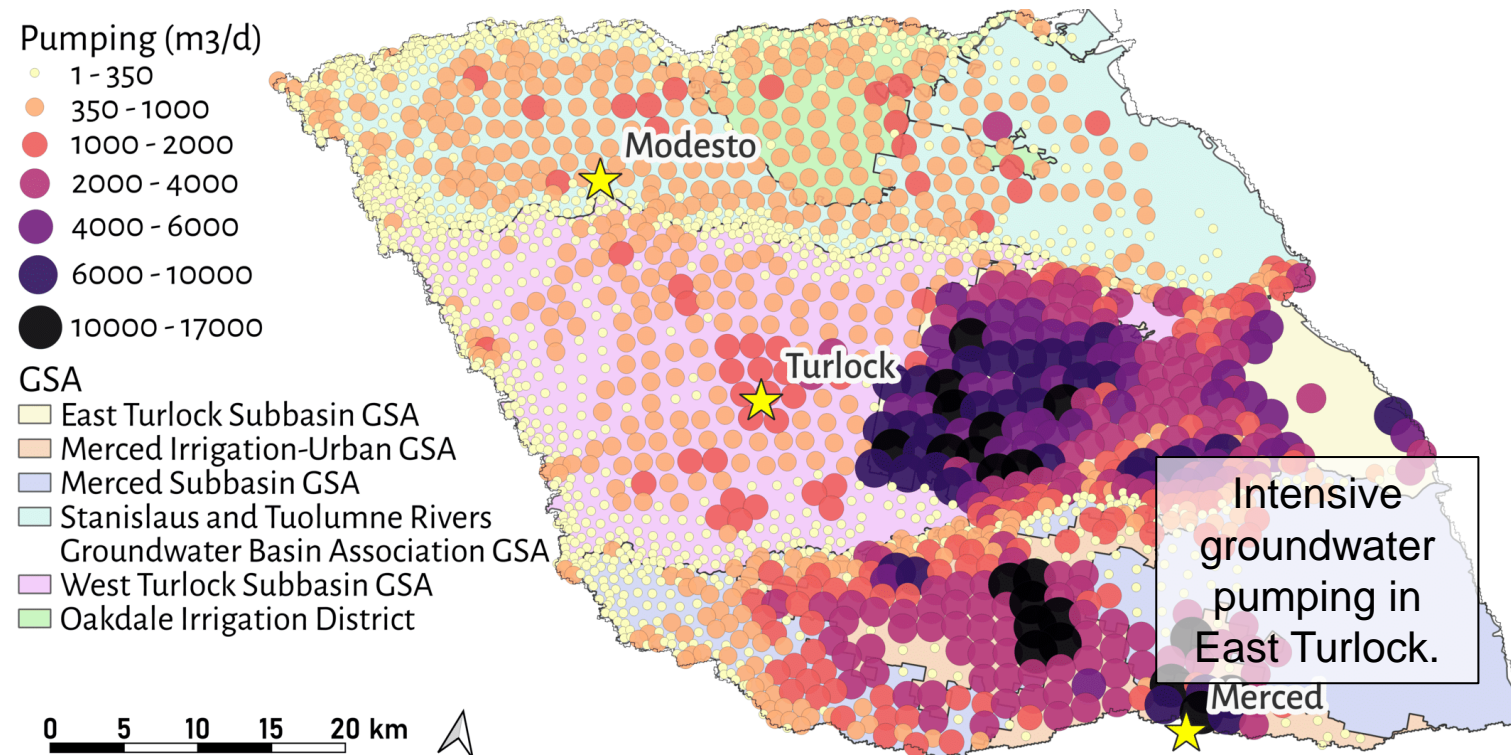 Pumping (m3/d)
1 - 350
350 - 1000
1000 - 2000
2000 - 4000
4000 - 6000
6000 - 10000
10000 - 17000
GSA
East Turlock Subbasin GSA
Merced Irrigation-Urban GSA
Merced Subbasin GSA
Stanislaus and Tuolumne Rivers
Groundwater Basin Association GSA
West Turlock Subbasin GSA
Oakdale Irrigation District
0 5 10 15 20 km
Modesto
Turlock
Intensive
groundwater
pumping in
East Turlock.
Merced